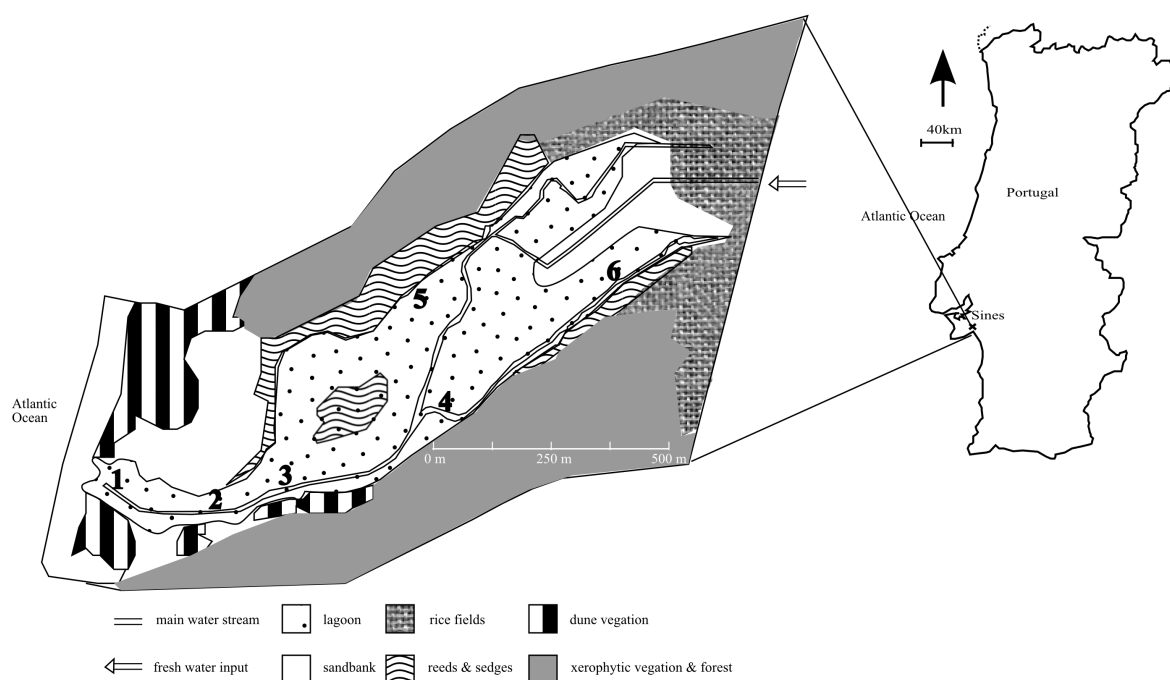 40km
Portugal
Atlantic Ocean
6
5
Sines
4
Atlantic
Ocean
0 m 250 m 500 m
1
3
2
main water stream lagoon rice fields dune vegation
fresh water input sandbank reeds & sedges xerophytic vegation & forest